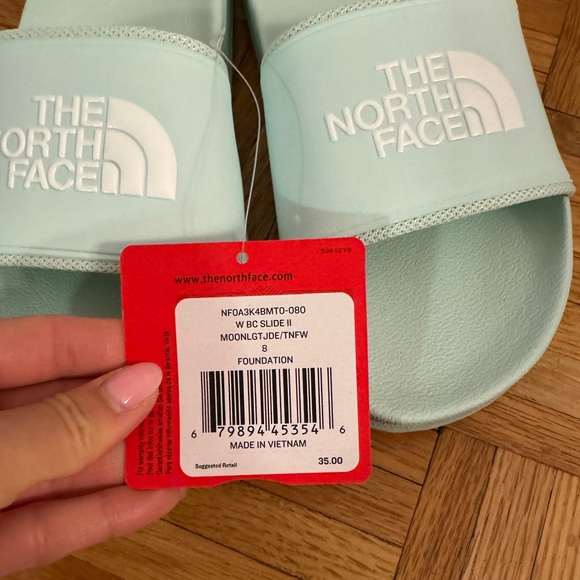 THE
NORTH
FACE
THE
NORTH
FACE
www.thenorthface.com
NF0A3K4BMT0-080
W BC SLIDE II
MOONLGTJDE/TNFW
8
FOUNDATION
6 79894 45354 6
MADE IN VIETNAM
Suggested Retail 35.00